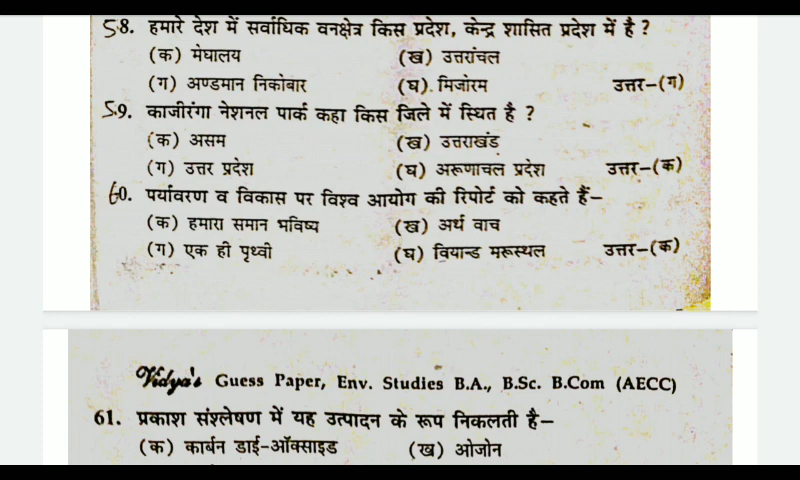 58. हमारे देश में सर्वाधिक वनक्षेत्र किस प्रदेश, केन्द्र शासित प्रदेश में है ?
(क) मेघालय (ख) उत्तरांचल
(ग) अण्डमान निकोबार (घ). मिजोरम उत्तर–(ग)
59. काजीरंगा नेशनल पार्क कहा किस जिले में स्थित है ?
(क) असम (ख) उत्तराखंड
(ग) उत्तर प्रदेश (घ) अरूणाचल प्रदेश उत्तर–(क)
60. पर्यावरण व विकास पर विश्व आयोग की रिपोर्ट को कहते हैं–
(क) हमारा समान भविष्य (ख) अर्थ वाच
(ग) एक ही पृथ्वी (घ) वियान्ड मरूस्थल उत्तर–(क)
Vidya's Guess Paper, Env. Studies B.A., B.Sc. B.Com (AECC)
61. प्रकाश संश्लेषण में यह उत्पादन के रूप निकलती है–
(क) कार्बन डाई-ऑक्साइड (ख) ओजोन